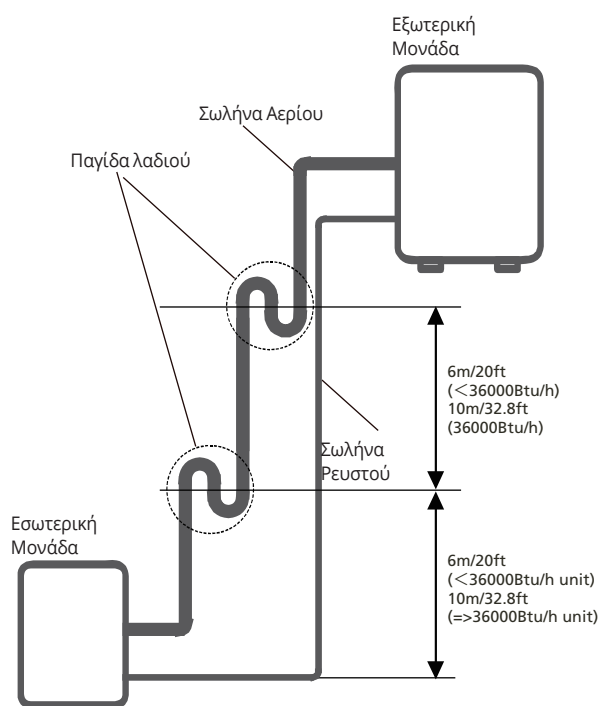 Εξωτερική
Μονάδα
Σωλήνα Αερίου
Παγίδα λαδιού
6m/20ft
(<36000Btu/h)
10m/32.8ft
(36000Btu/h)
Σωλήνα
Ρευστού
Εσωτερική
Μονάδα
6m/20ft
(<36000Btu/h unit)
10m/32.8ft
(=>36000Btu/h unit)